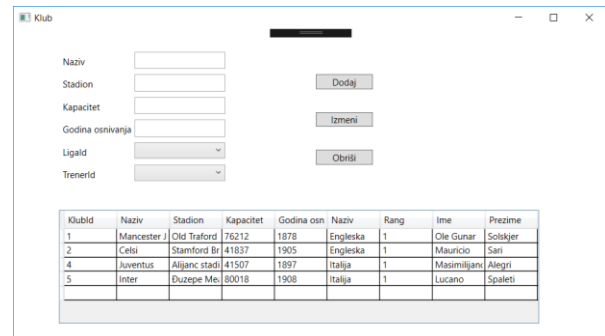 Klub
Naziv
Stadion
Dodaj
Kapacitet
Izmeni
Godina osnivanja
LigaId
Obriši
TrenerId
KlubId Naziv Stadion Kapacitet Godina osn Naziv Rang Ime Prezime
1 Mancester J Old Traford 76212 1878 Engleska 1 Ole Gunar Solskjer
2 Celsi Stamford Br 41837 1905 Engleska 1 Mauricio Sari
4 Juventus Alijanc stadi 41507 1897 Italija 1 Masimilijanc Alegri
5 Inter Đuzepe Mea 80018 1908 Italija 1 Lucano Spaleti